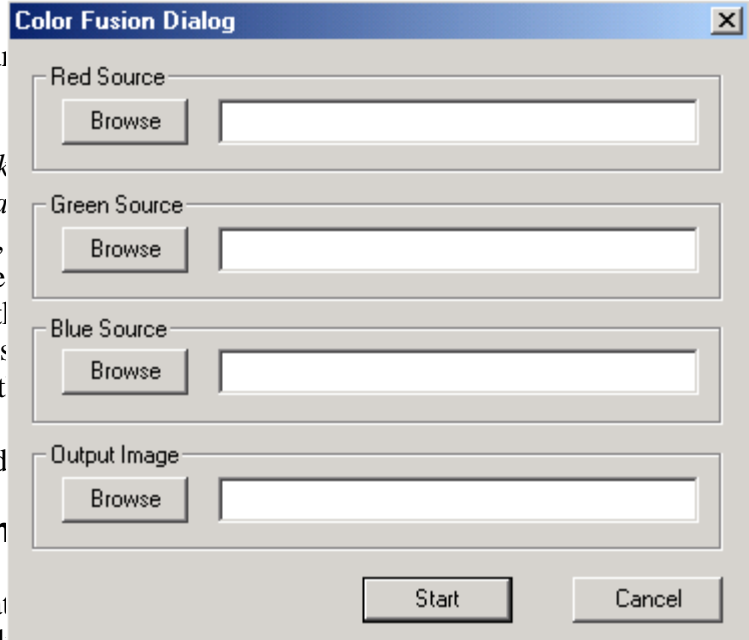 Color Fusion Dialog
Red Source
Browse
Green Source
Browse
Blue Source
Browse
Output Image
Browse
Start
Cancel